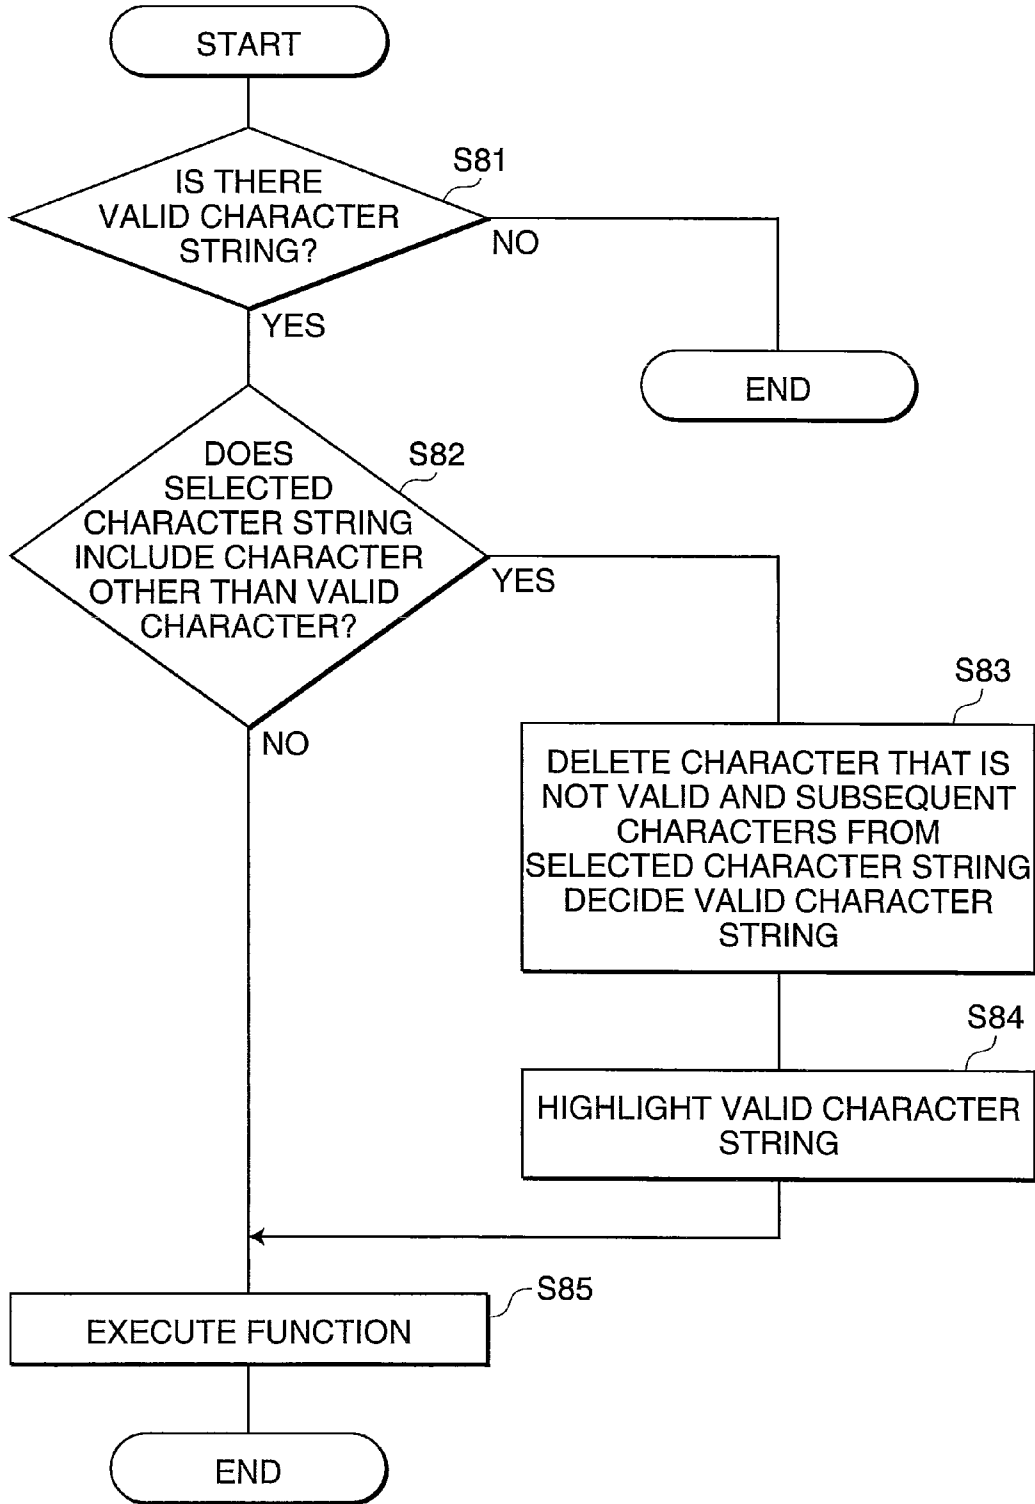 START
S81
IS THERE
VALID CHARACTER
STRING?
NO
YES
END
S82
DOES
SELECTED
CHARACTER STRING
INCLUDE CHARACTER
OTHER THAN VALID
CHARACTER?
YES
NO
S83
DELETE CHARACTER THAT IS
NOT VALID AND SUBSEQUENT
CHARACTERS FROM
SELECTED CHARACTER STRING
DECIDE VALID CHARACTER
STRING
S84
HIGHLIGHT VALID CHARACTER
STRING
S85
EXECUTE FUNCTION
END